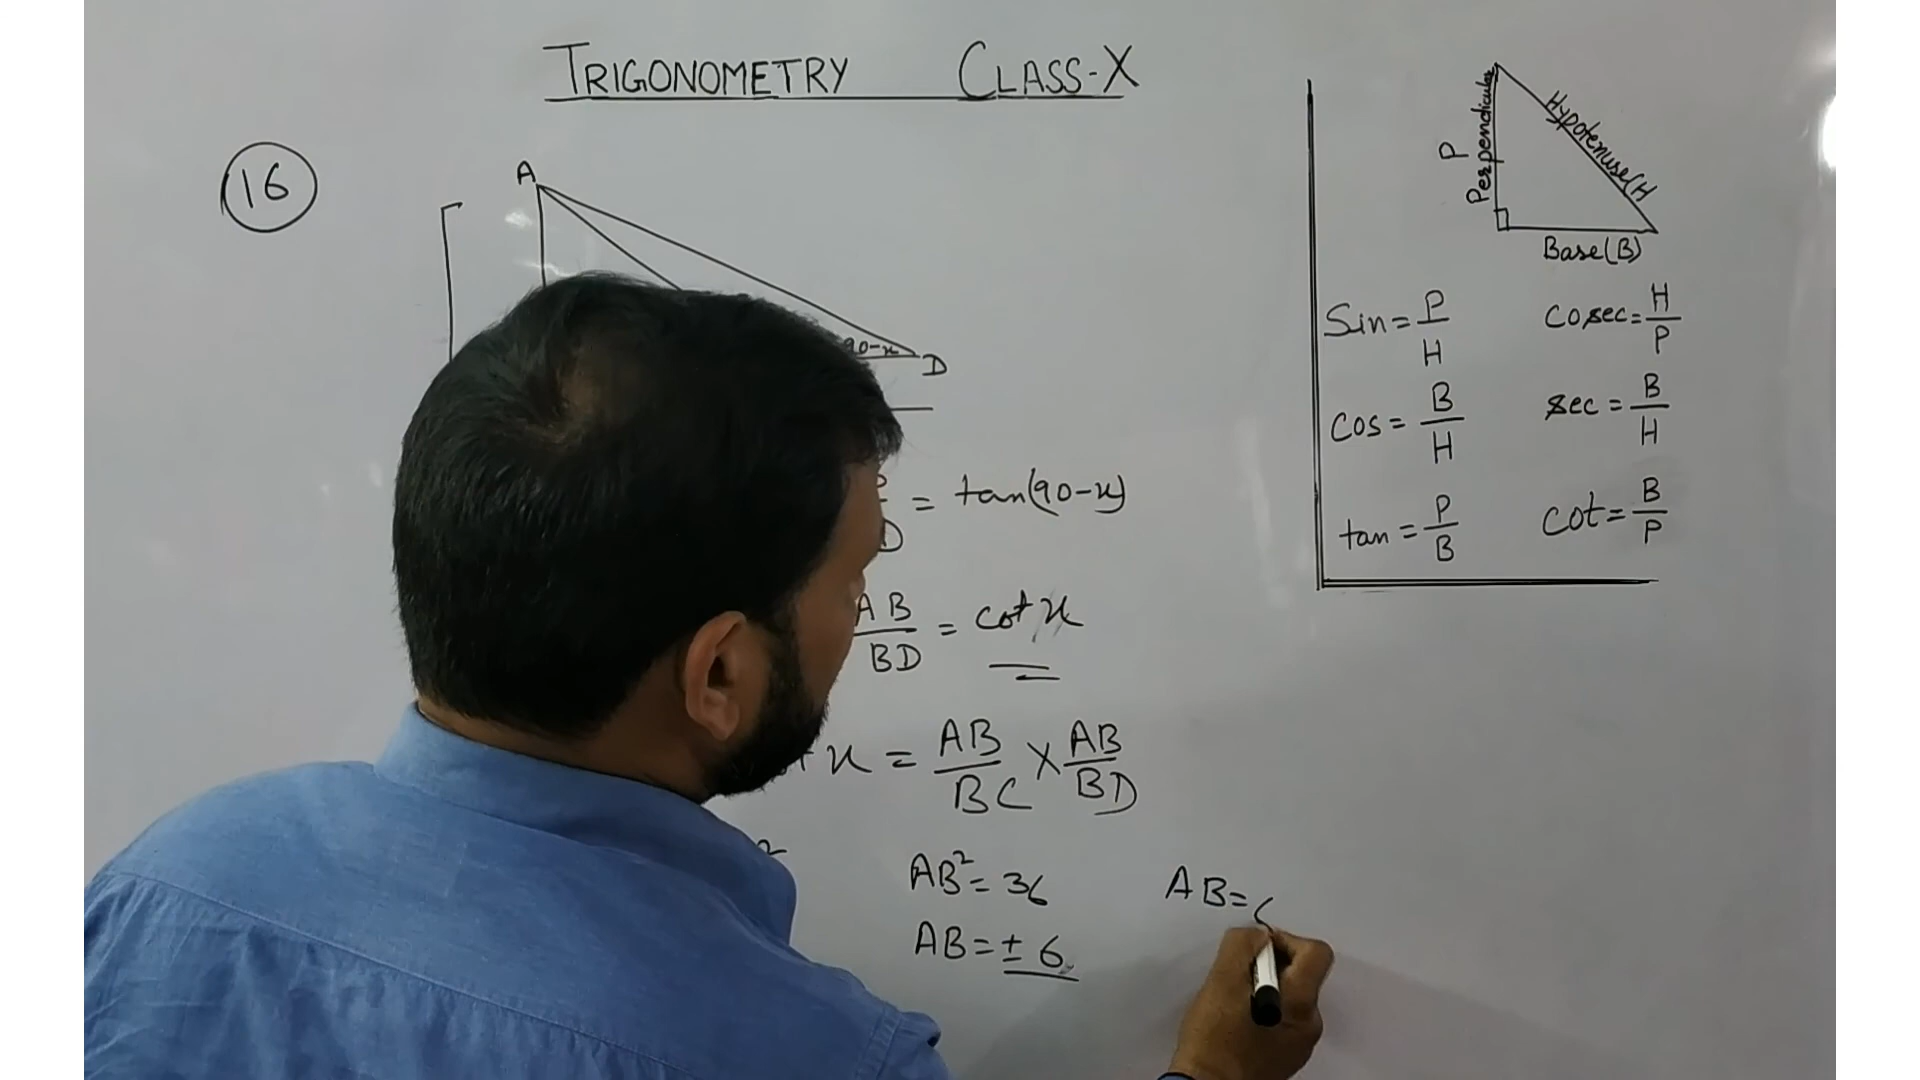 TRIGONOMETRY CLASS-X
16
A
90-x
D
D = tan(90-x)
AB/BD = cot x
x = AB/BC × AB/BD
2
AB² = 36
AB = ± 6
AB =
P
Perpendicular
Hypotenuse(H
Base(B)
Sin = P/H
cosec = H/P
cos = B/H
sec = B/H
tan = P/B
cot = B/P